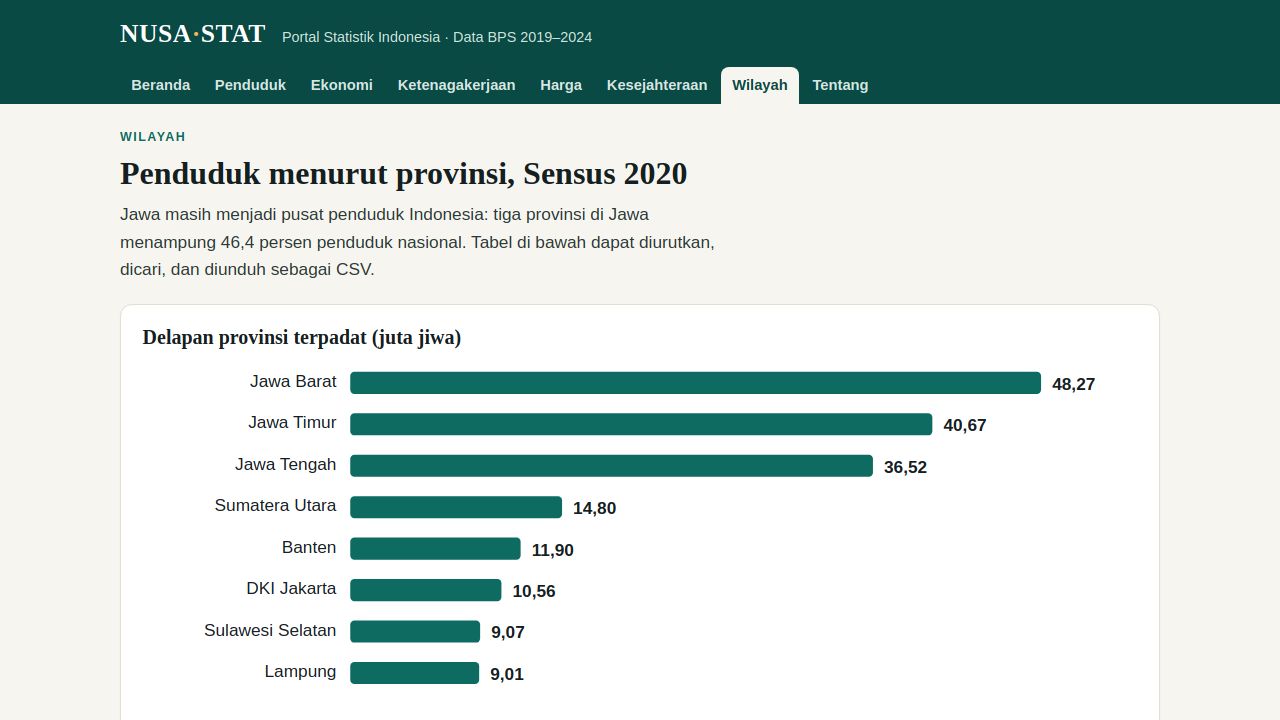 NUSA·STAT Portal Statistik Indonesia · Data BPS 2019–2024
Beranda Penduduk Ekonomi Ketenagakerjaan Harga Kesejahteraan Wilayah Tentang
WILAYAH
Penduduk menurut provinsi, Sensus 2020
Jawa masih menjadi pusat penduduk Indonesia: tiga provinsi di Jawa
menampung 46,4 persen penduduk nasional. Tabel di bawah dapat diurutkan,
dicari, dan diunduh sebagai CSV.
Delapan provinsi terpadat (juta jiwa)
Jawa Barat 48,27
Jawa Timur 40,67
Jawa Tengah 36,52
Sumatera Utara 14,80
Banten 11,90
DKI Jakarta 10,56
Sulawesi Selatan 9,07
Lampung 9,01